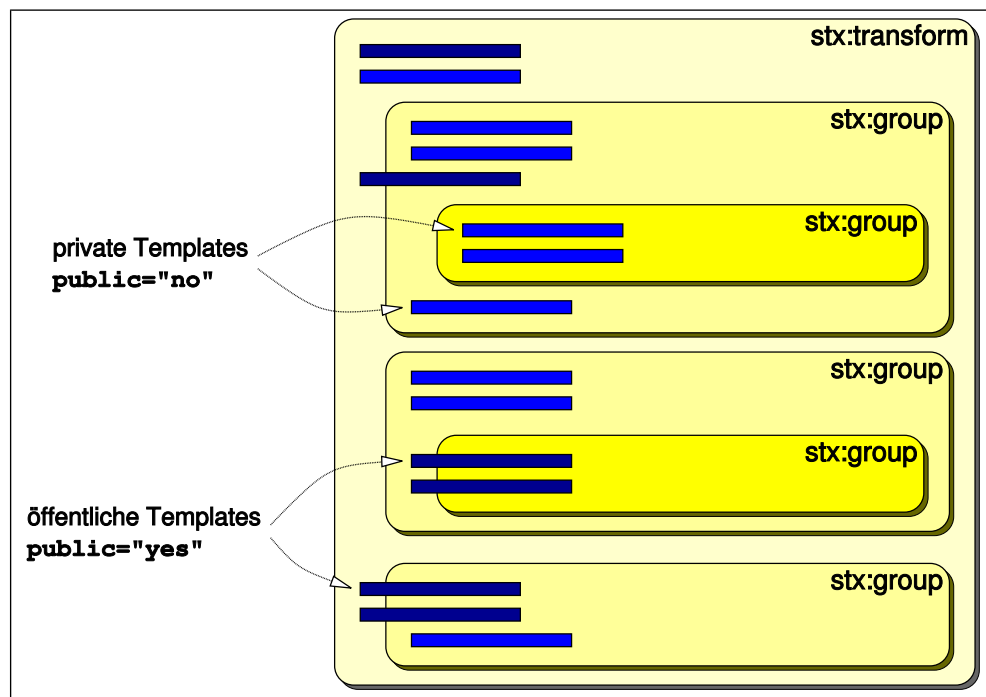 stx:transform
stx:group
stx:group
private Templates
public="no"
stx:group
stx:group
öffentliche Templates
public="yes"
stx:group